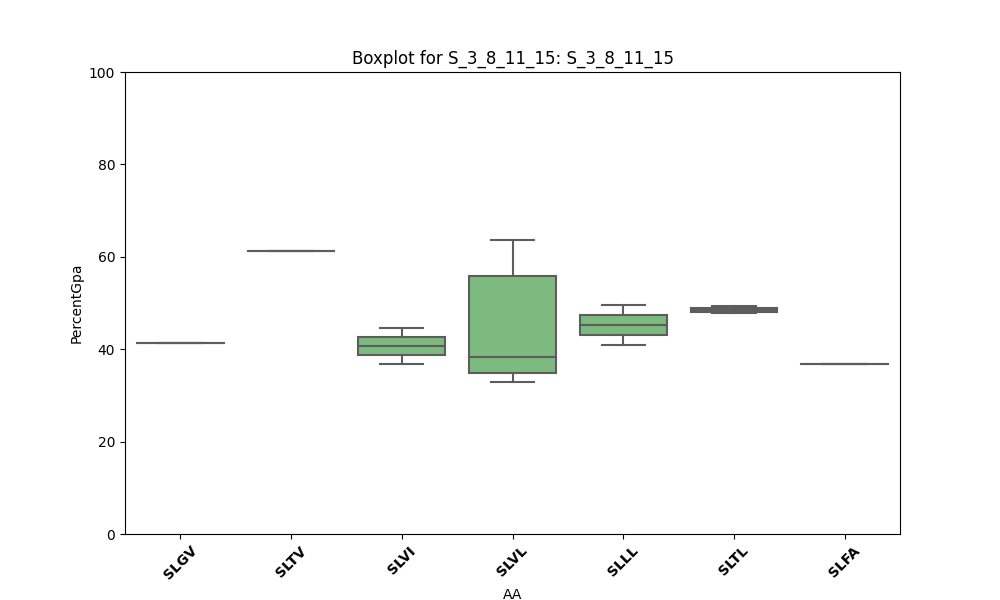 Boxplot for S_3_8_11_15: S_3_8_11_15
100
80
60
40
20
0
PercentGpa
SLGV
SLTV
SLVI
SLVL
SLLL
SLTL
SLFA
AA